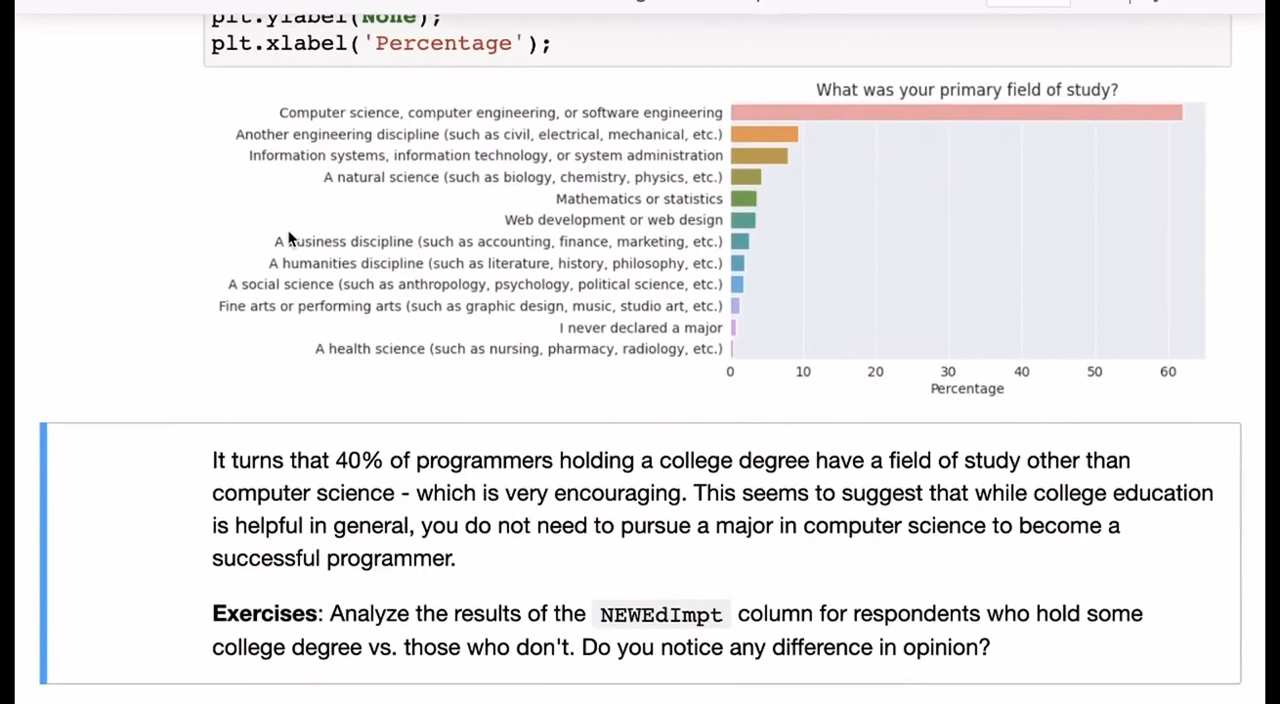 plt.ylabel(None);
plt.xlabel('Percentage');
What was your primary field of study?
Computer science, computer engineering, or software engineering
Another engineering discipline (such as civil, electrical, mechanical, etc.)
Information systems, information technology, or system administration
A natural science (such as biology, chemistry, physics, etc.)
Mathematics or statistics
Web development or web design
A business discipline (such as accounting, finance, marketing, etc.)
A humanities discipline (such as literature, history, philosophy, etc.)
A social science (such as anthropology, psychology, political science, etc.)
Fine arts or performing arts (such as graphic design, music, studio art, etc.)
I never declared a major
A health science (such as nursing, pharmacy, radiology, etc.)
0 10 20 30 40 50 60
Percentage
It turns that 40% of programmers holding a college degree have a field of study other than
computer science - which is very encouraging. This seems to suggest that while college education
is helpful in general, you do not need to pursue a major in computer science to become a
successful programmer.
Exercises: Analyze the results of the NEWEdImpt column for respondents who hold some
college degree vs. those who don't. Do you notice any difference in opinion?